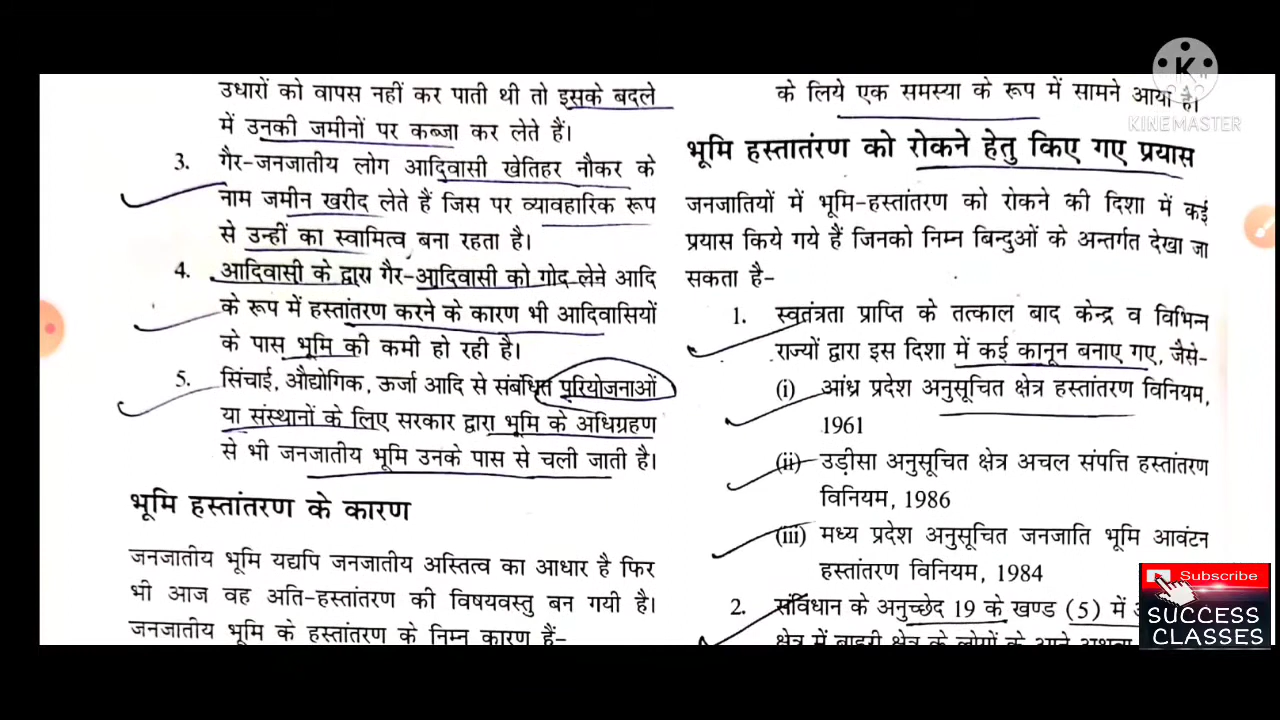 उधारों को वापस नहीं कर पाती थी तो इसके बदले
में उनकी जमीनों पर कब्जा कर लेते हैं।
3. गैर-जनजातीय लोग आदिवासी खेतिहर नौकर के
नाम जमीन खरीद लेते हैं जिस पर व्यावहारिक रूप
से उन्हीं का स्वामित्व बना रहता है।
4. आदिवासी के द्वारा गैर-आदिवासी को गोद-लेने आदि
के रूप में हस्तांतरण करने के कारण भी आदिवासियों
के पास भूमि की कमी हो रही है।
5. सिंचाई, औद्योगिक, ऊर्जा आदि से संबंधित परियोजनाओं
या संस्थानों के लिए सरकार द्वारा भूमि के अधिग्रहण
से भी जनजातीय भूमि उनके पास से चली जाती है।
भूमि हस्तांतरण के कारण
जनजातीय भूमि यद्यपि जनजातीय अस्तित्व का आधार है फिर
भी आज वह अति-हस्तांतरण की विषयवस्तु बन गयी है।
जनजातीय भूमि के हस्तांतरण के निम्न कारण हैं-
के लिये एक समस्या के रूप में सामने आया है।
भूमि हस्तातंरण को रोकने हेतु किए गए प्रयास
जनजातियों में भूमि-हस्तांतरण को रोकने की दिशा में कई
प्रयास किये गये हैं जिनको निम्न बिन्दुओं के अन्तर्गत देखा जा
सकता है-
1. स्वतंत्रता प्राप्ति के तत्काल बाद केन्द्र व विभिन्न
राज्यों द्वारा इस दिशा में कई कानून बनाए गए, जैसे-
(i) आंध्र प्रदेश अनुसूचित क्षेत्र हस्तांतरण विनियम,
1961
(ii) उड़ीसा अनुसूचित क्षेत्र अचल संपत्ति हस्तांतरण
विनियम, 1986
(iii) मध्य प्रदेश अनुसूचित जनजाति भूमि आवंटन
हस्तांतरण विनियम, 1984
2. संविधान के अनुच्छेद 19 के खण्ड (5) में
क्षेत्र में बाहरी क्षेत्र के लोगों के आने अथवा
K
KINEMASTER
Subscribe
SUCCESS
CLASSES